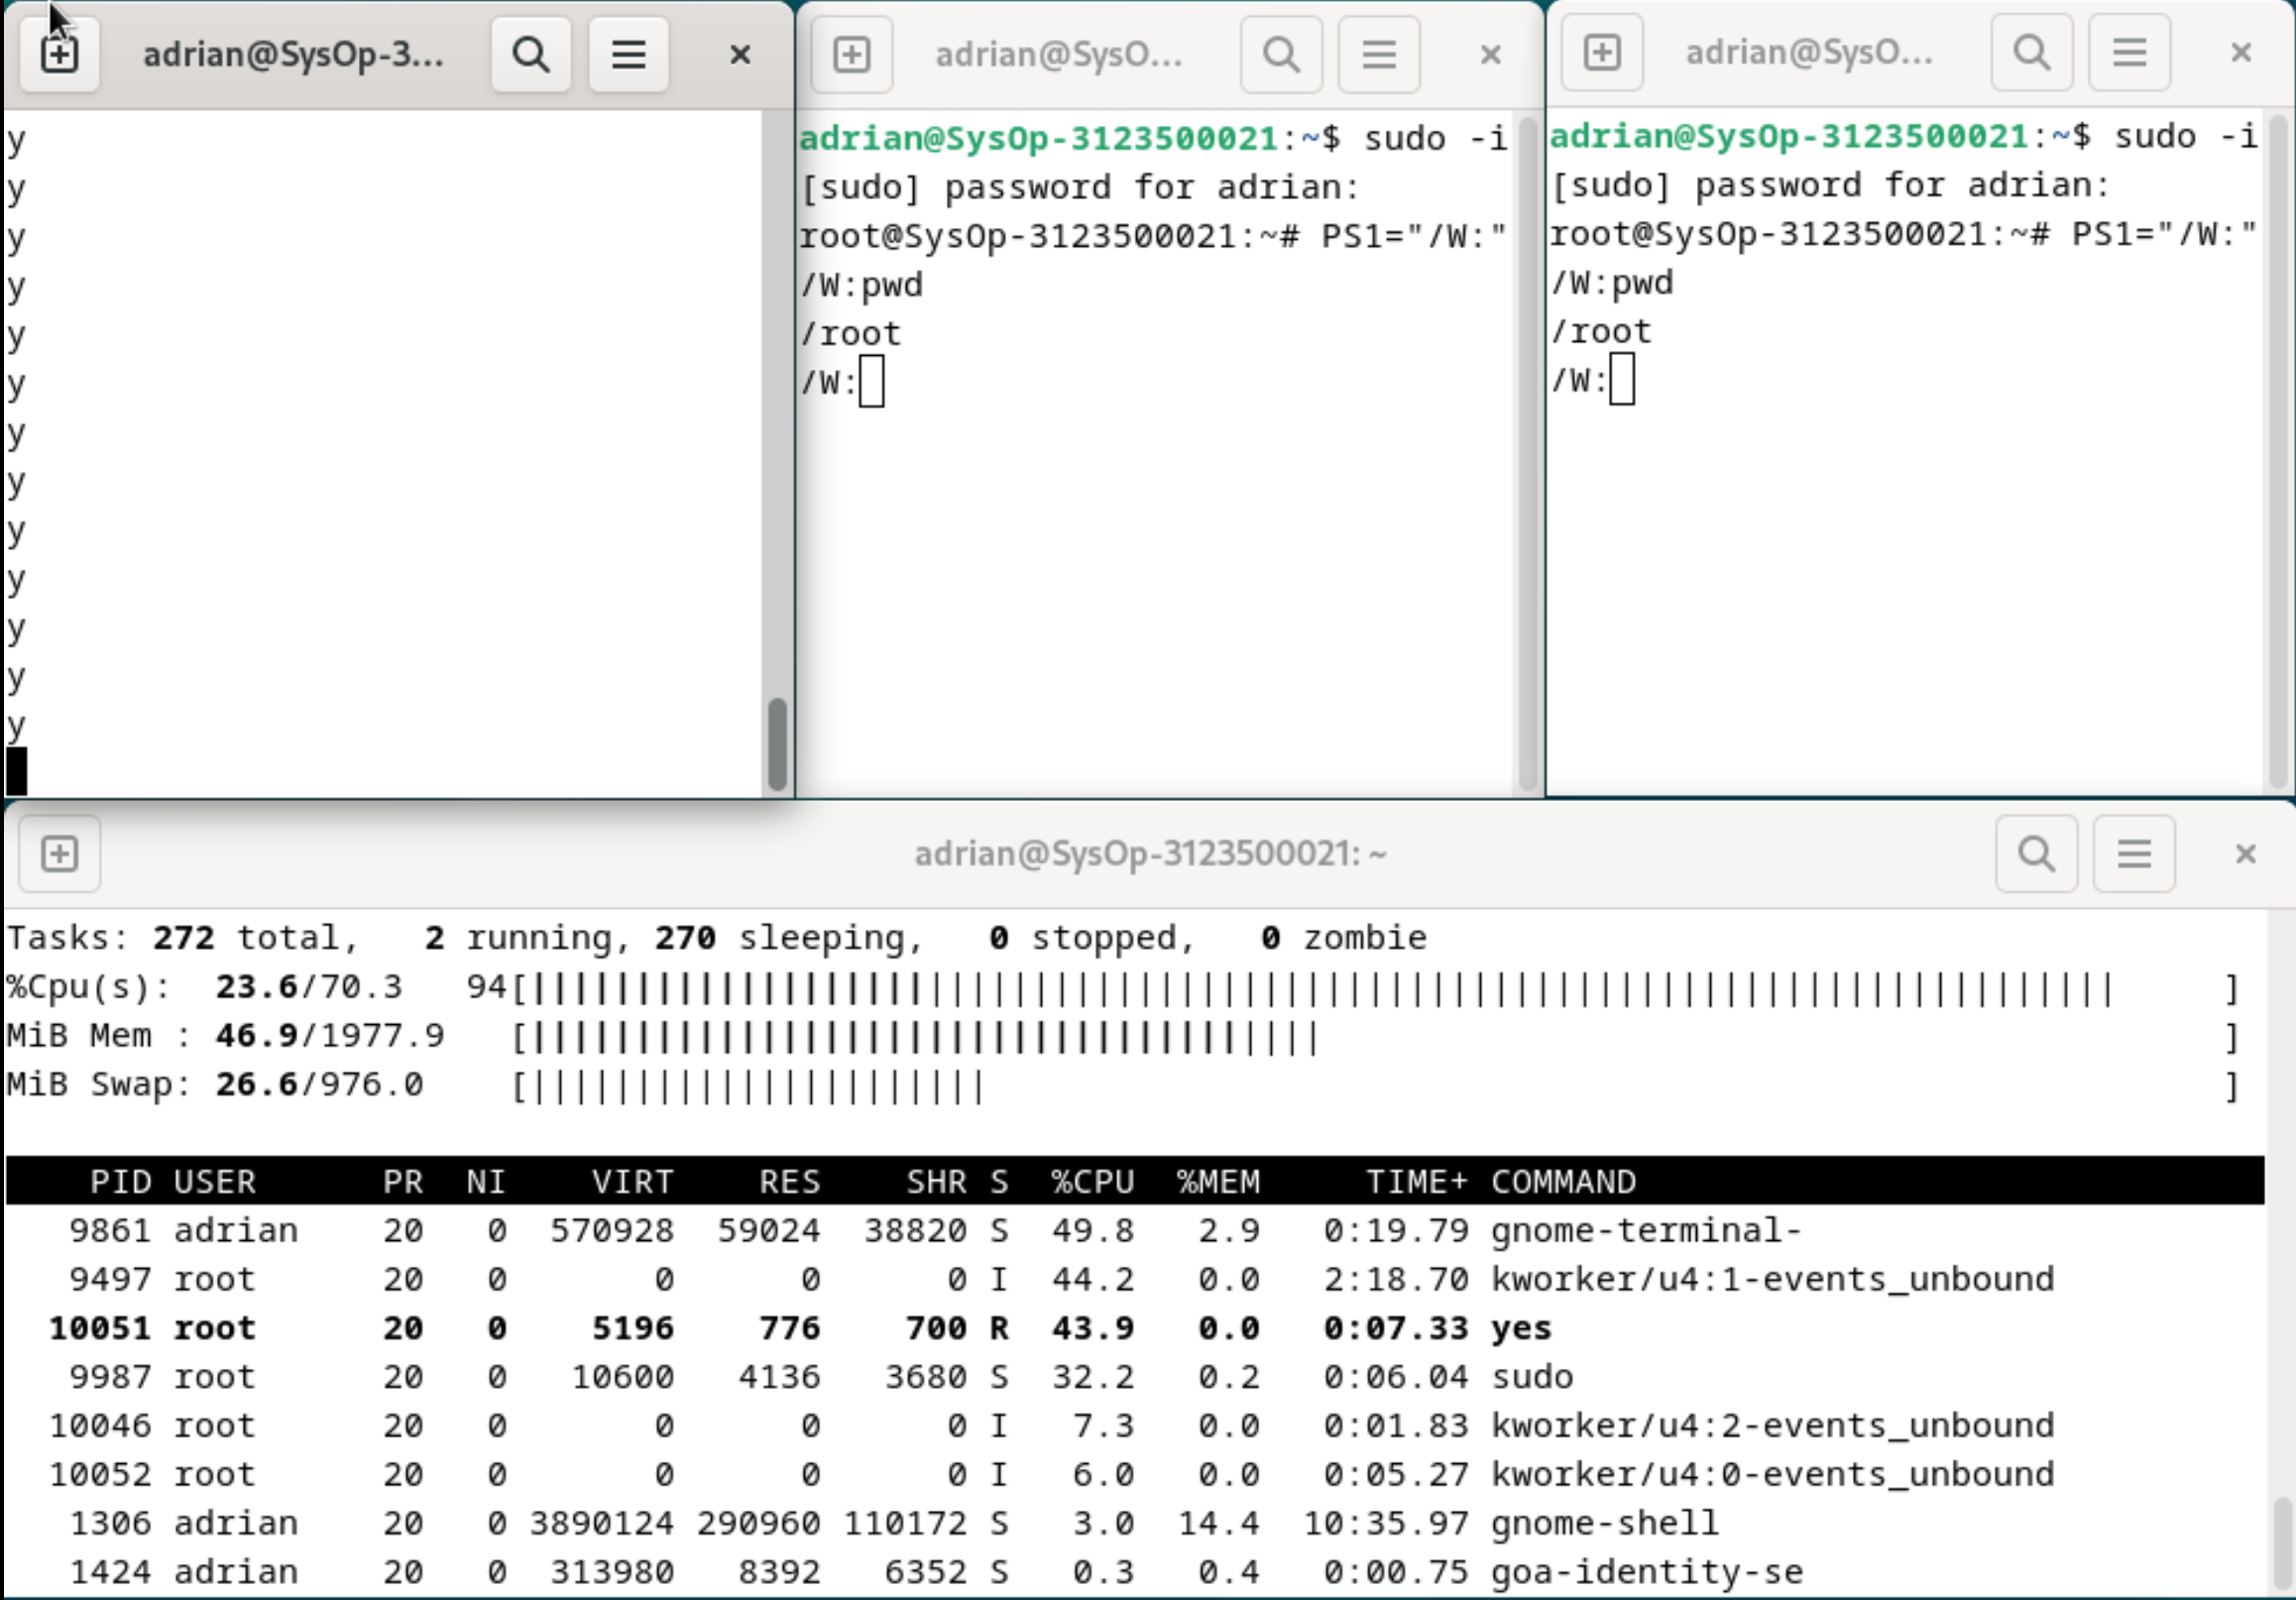 adrian@SysOp-3...
y
y
y
y
y
y
y
y
y
y
y
y
y
adrian@SysO...
adrian@SysOp-3123500021:~$ sudo -i
[sudo] password for adrian:
root@SysOp-3123500021:~# PS1="/W:"
/W:pwd
/root
/W:
adrian@SysO...
adrian@SysOp-3123500021:~$ sudo -i
[sudo] password for adrian:
root@SysOp-3123500021:~# PS1="/W:"
/W:pwd
/root
/W:
adrian@SysOp-3123500021: ~
Tasks: 272 total,   2 running, 270 sleeping,   0 stopped,   0 zombie
%Cpu(s):  23.6/70.3   94[||||||||||||||||||||||||||||||||||||||||||||||||||||||||||||||||||||||||||||     ]
MiB Mem : 46.9/1977.9   [||||||||||||||||||||||||||||||||||||||                                           ]
MiB Swap: 26.6/976.0    [||||||||||||||||||||||                                                           ]
PID USER      PR  NI    VIRT    RES    SHR S  %CPU  %MEM     TIME+ COMMAND
9861 adrian    20   0  570928  59024  38820 S  49.8   2.9   0:19.79 gnome-terminal-
9497 root      20   0       0      0      0 I  44.2   0.0   2:18.70 kworker/u4:1-events_unbound
10051 root      20   0    5196    776    700 R  43.9   0.0   0:07.33 yes
9987 root      20   0   10600   4136   3680 S  32.2   0.2   0:06.04 sudo
10046 root      20   0       0      0      0 I   7.3   0.0   0:01.83 kworker/u4:2-events_unbound
10052 root      20   0       0      0      0 I   6.0   0.0   0:05.27 kworker/u4:0-events_unbound
1306 adrian    20   0 3890124 290960 110172 S   3.0  14.4  10:35.97 gnome-shell
1424 adrian    20   0  313980   8392   6352 S   0.3   0.4   0:00.75 goa-identity-se